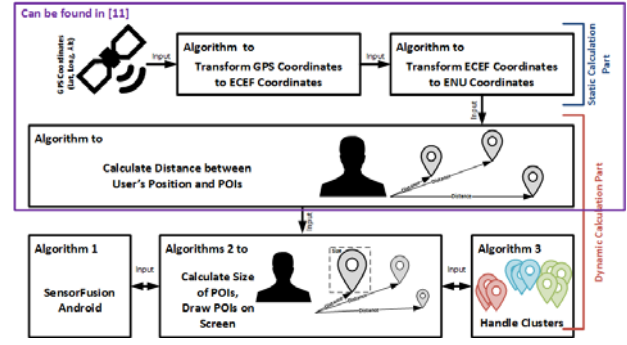 Can be found in [11]
GPS Coordinates
(Lat, Long, Alt)
Input
Algorithm to
Transform GPS Coordinates
to ECEF Coordinates
Input
Algorithm to
Transform ECEF Coordinates
to ENU Coordinates
Static Calculation
Part
Input
Algorithm to
Calculate Distance between
User's Position and POIs
Distance
Distance
Distance
Dynamic Calculation Part
Input
Algorithm 1
SensorFusion
Android
Input
Algorithms 2 to
Calculate Size
of POIs,
Draw POIs on
Screen
Size
Distance
Distance
Distance
Input
Algorithm 3
Handle Clusters